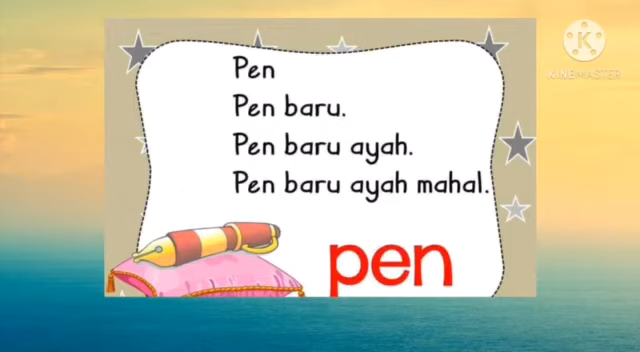 Pen
Pen baru.
Pen baru ayah.
Pen baru ayah mahal.
pen
K
KINEMASTER